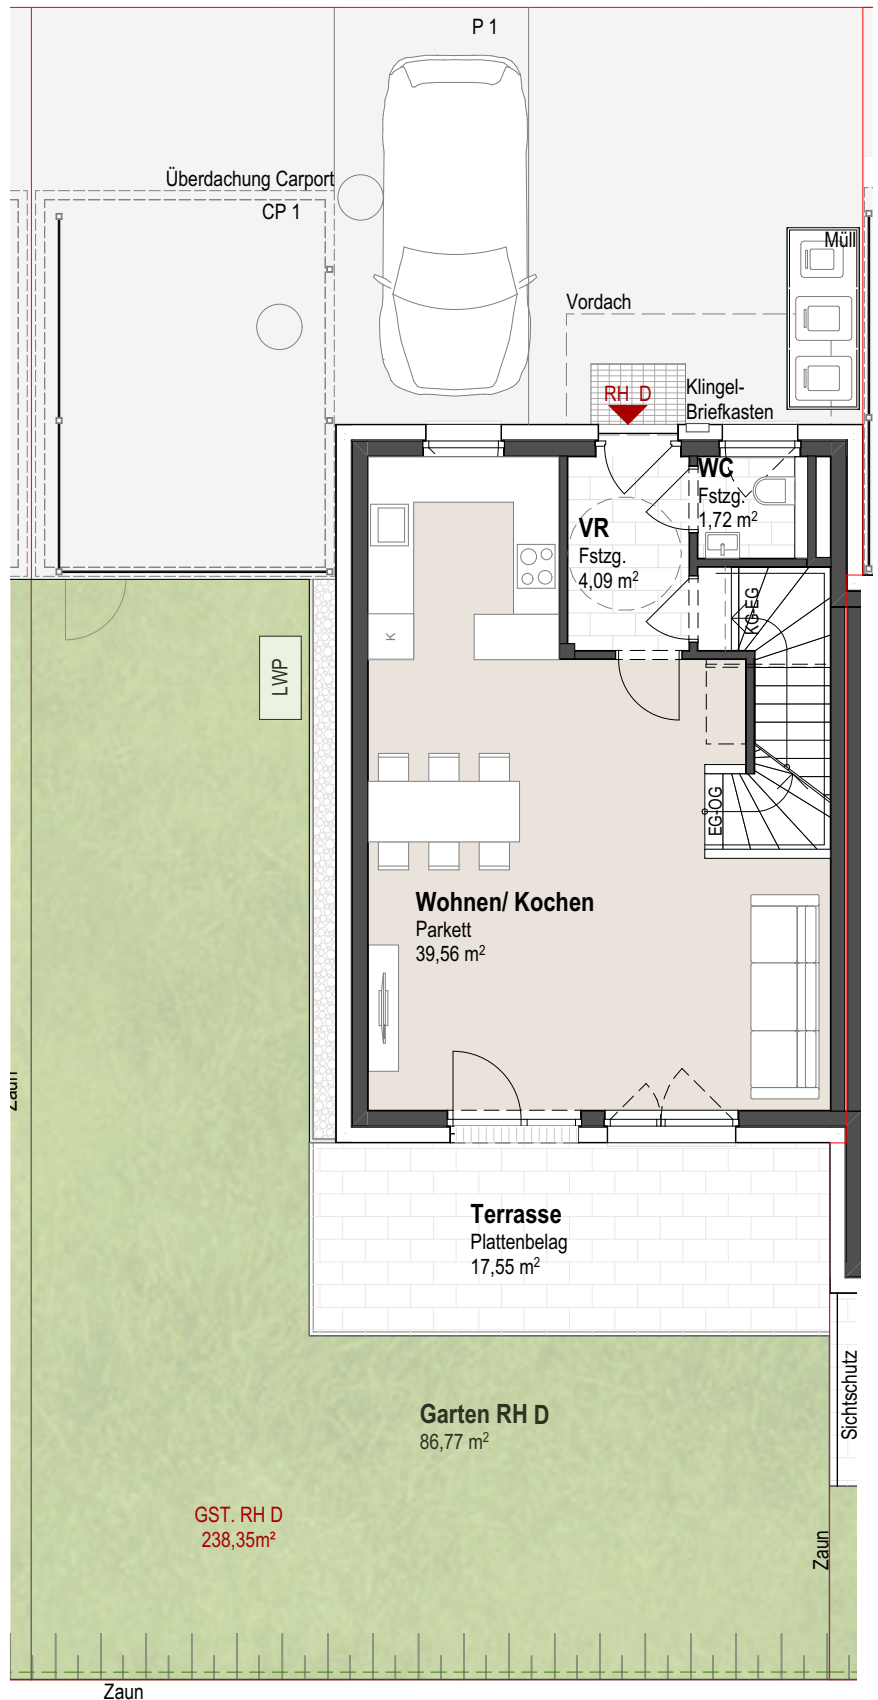 P 1
Überdachung Carport
CP 1
Müll
Vordach
RH D
Klingel-
Briefkasten
WC
Fstzg.
1,72 m²
VR
Fstzg.
4,09 m²
KG-EG
K
LWP
EG-OG
Wohnen/ Kochen
Parkett
39,56 m²
Zaun
Terrasse
Plattenbelag
17,55 m²
Sichtschutz
Garten RH D
86,77 m²
GST. RH D
238,35m²
Zaun
Zaun